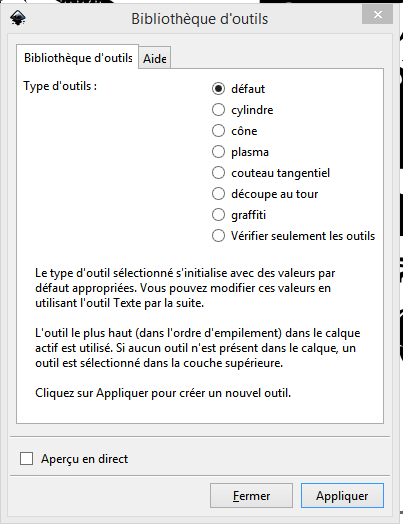 Bibliothèque d'outils
Bibliothèque d'outils Aide
Type d'outils :
défaut
cylindre
cône
plasma
couteau tangentiel
découpe au tour
graffiti
Vérifier seulement les outils
Le type d'outil sélectionné s'initialise avec des valeurs par
défaut appropriées. Vous pouvez modifier ces valeurs en
utilisant l'outil Texte par la suite.
L'outil le plus haut (dans l'ordre d'empilement) dans le calque
actif est utilisé. Si aucun outil n'est présent dans le calque, un
outil est sélectionné dans la couche supérieure.
Cliquez sur Appliquer pour créer un nouvel outil.
Aperçu en direct
Fermer Appliquer